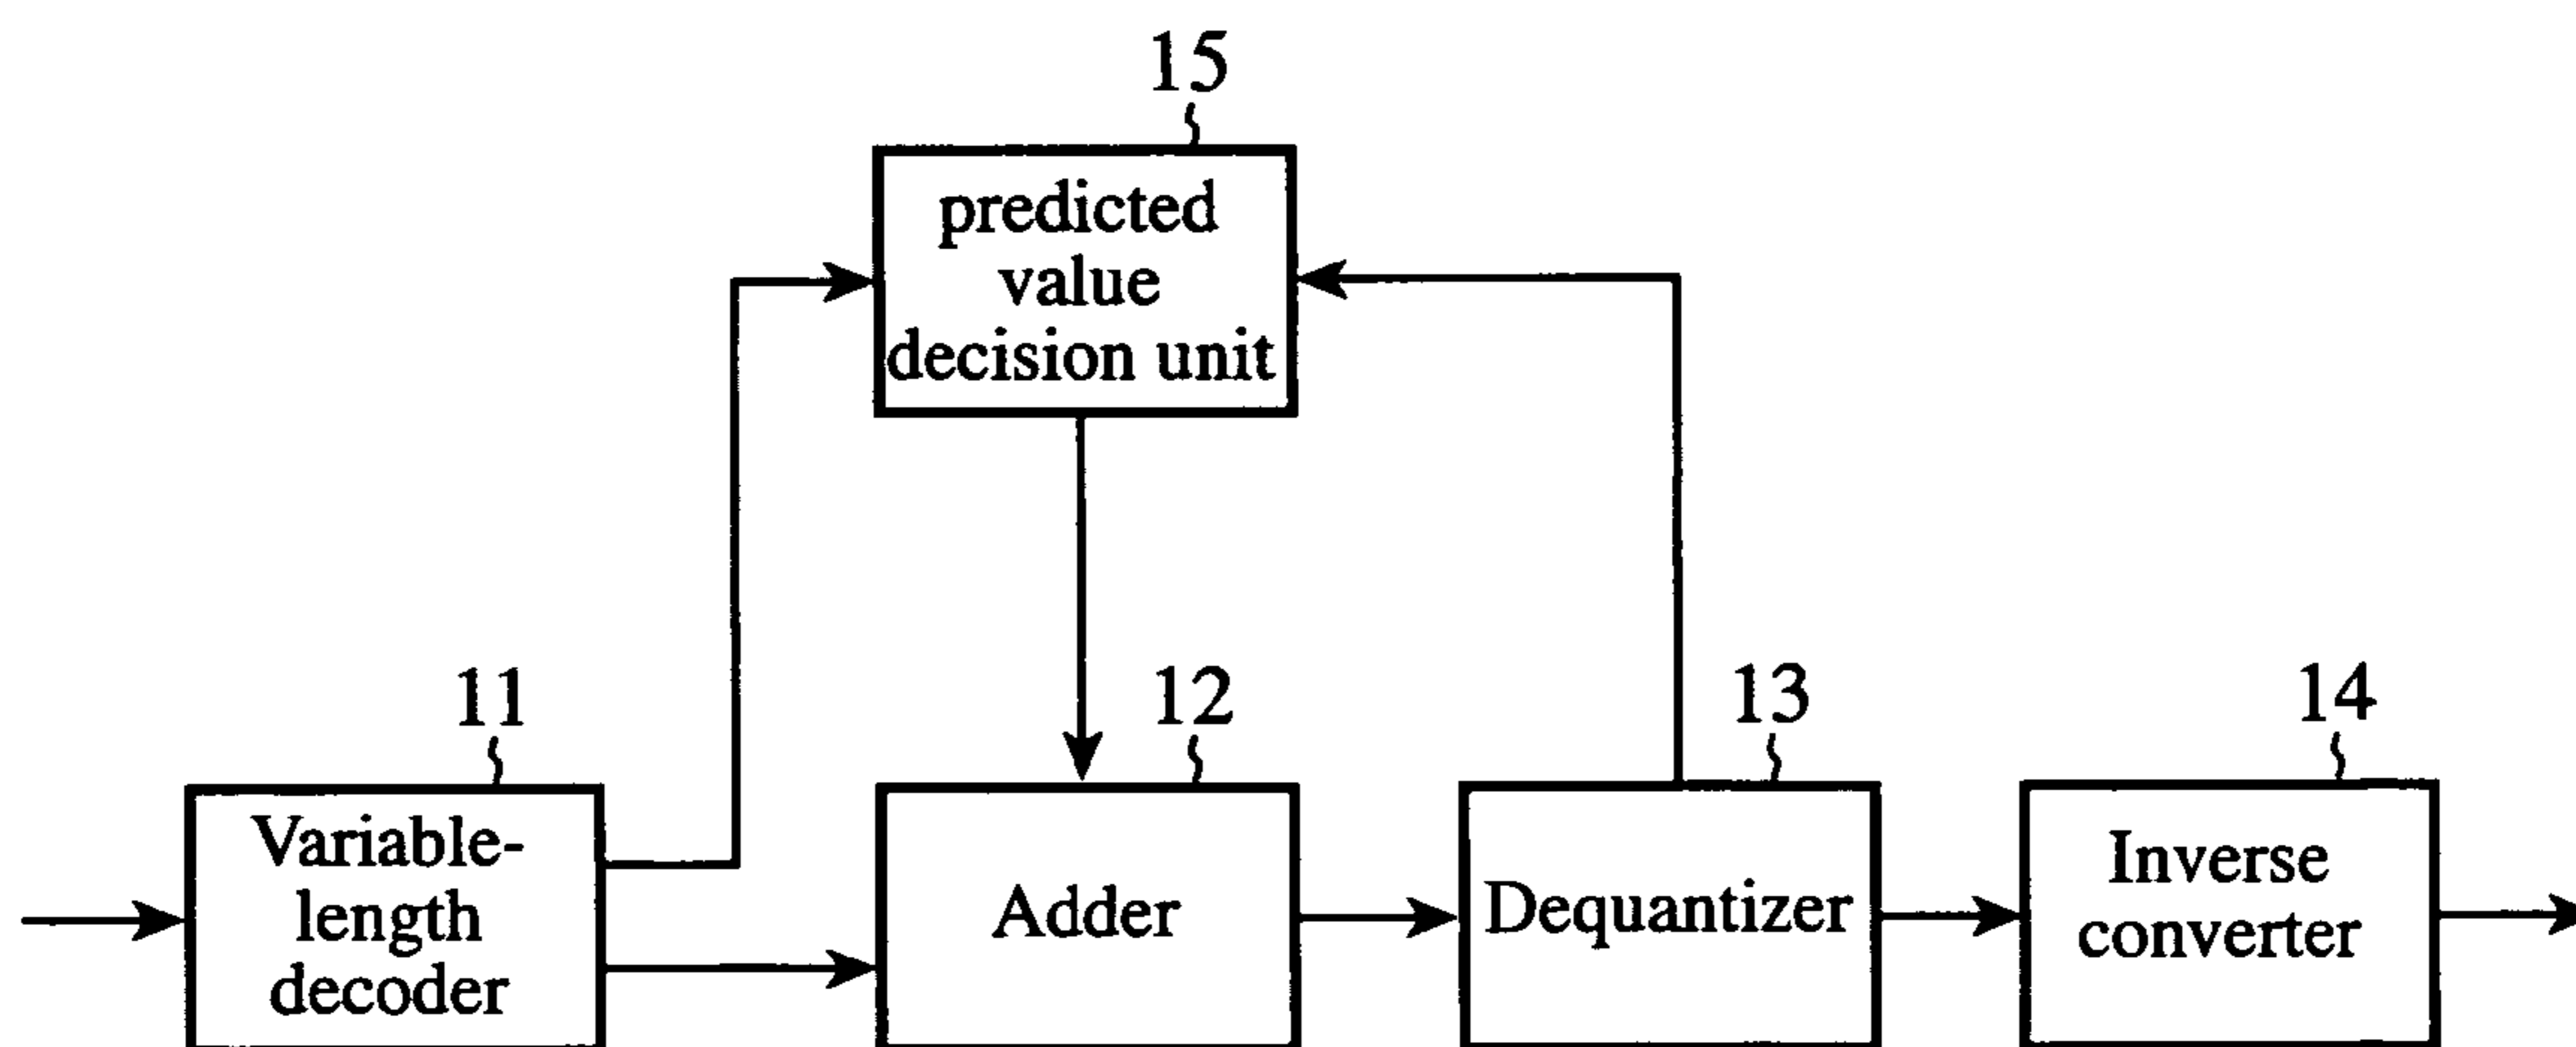 15
predicted
value
decision unit
11
12
13
14
Variable-
length
decoder
Adder
Dequantizer
Inverse
converter